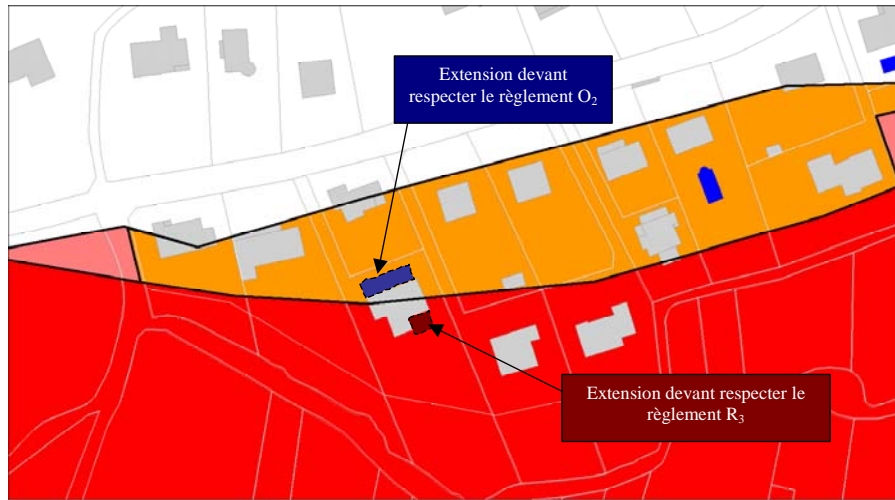 Extension devant
respecter le règlement O₂
Extension devant respecter le
règlement R₃